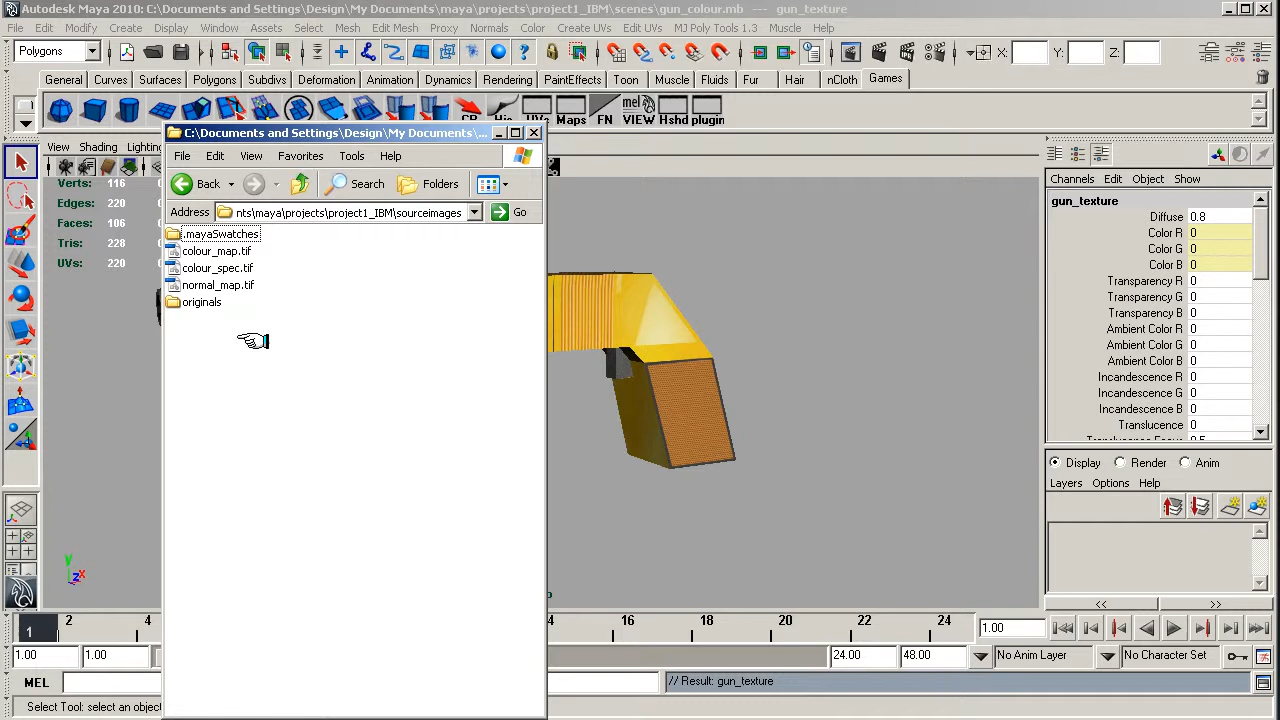 Autodesk Maya 2010: C:\Documents and Settings\Design\My Documents\maya\projects\project1_IBM\scenes\gun_colour.mb --- gun_texture
File Edit Modify Create Display Window Assets Select Mesh Edit Mesh Proxy Normals Color Create UVs Edit UVs MJ Poly Tools 1.3 Muscle Help
Polygons X: Y: Z:
General Curves Surfaces Polygons Subdivs Deformation Animation Dynamics Rendering PaintEffects Toon Muscle Fluids Fur Hair nCloth Games
CP His VIEW Maps FN mel VIEW Hshd plugin
C:\Documents and Settings\Design\My Documents\...
View Shading Lighting
File Edit View Favorites Tools Help
Channels Edit Object Show
Back Search Folders
Verts: 116
Edges: 220
Faces: 106
Tris: 228
UVs: 220
Address nts\maya\projects\project1_IBM\sourceimages Go
.mayaSwatches
colour_map.tif
colour_spec.tif
normal_map.tif
originals
gun_texture
Diffuse 0.8
Color R 0
Color G 0
Color B 0
Transparency R 0
Transparency G 0
Transparency B 0
Ambient Color R 0
Ambient Color G 0
Ambient Color B 0
Incandescence R 0
Incandescence G 0
Incandescence B 0
Translucence 0
Translucence Focus 0.5
Display Render Anim
Layers Options Help
y
z x
1 2 4 14 16 18 20 22 24 1.00
1.00 1.00 24.00 48.00 No Anim Layer No Character Set
MEL // Result: gun_texture
Select Tool: select an object